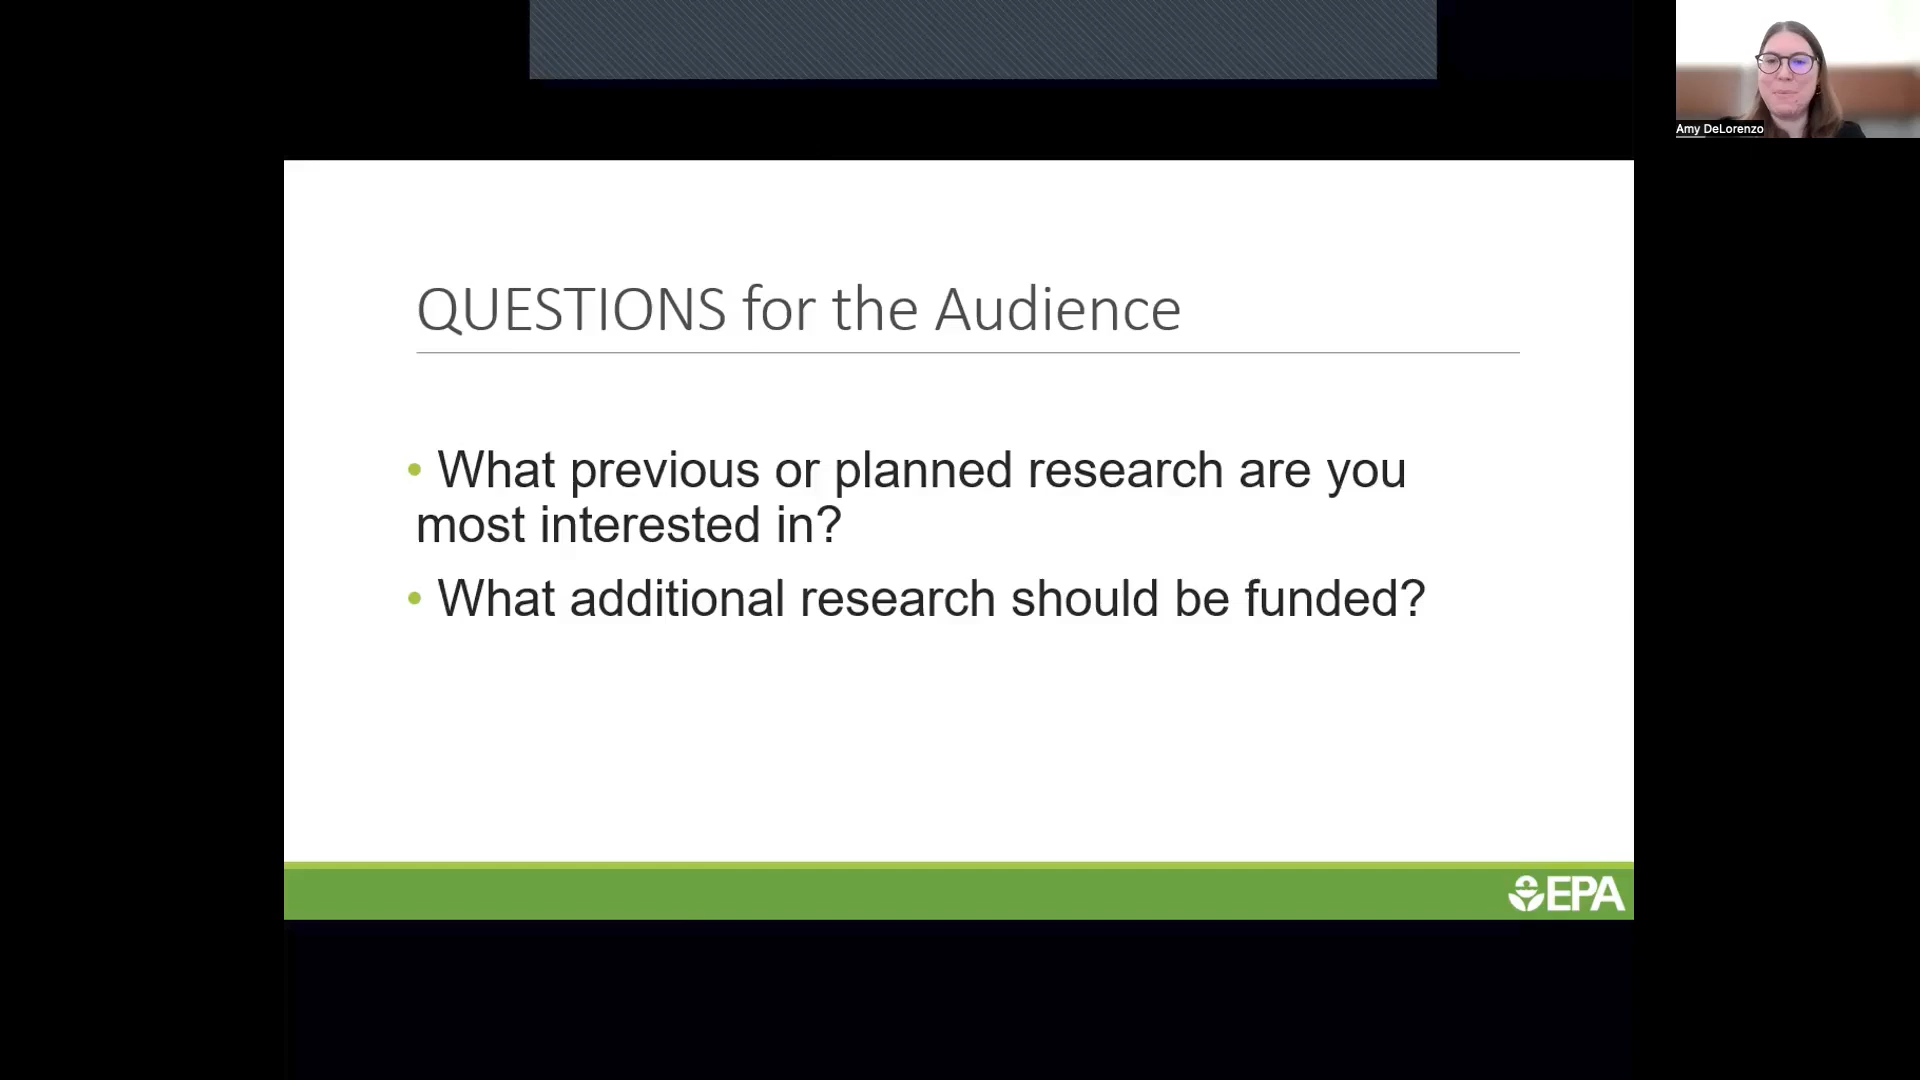 Amy DeLorenzo
QUESTIONS for the Audience
• What previous or planned research are you
most interested in?
• What additional research should be funded?
EPA